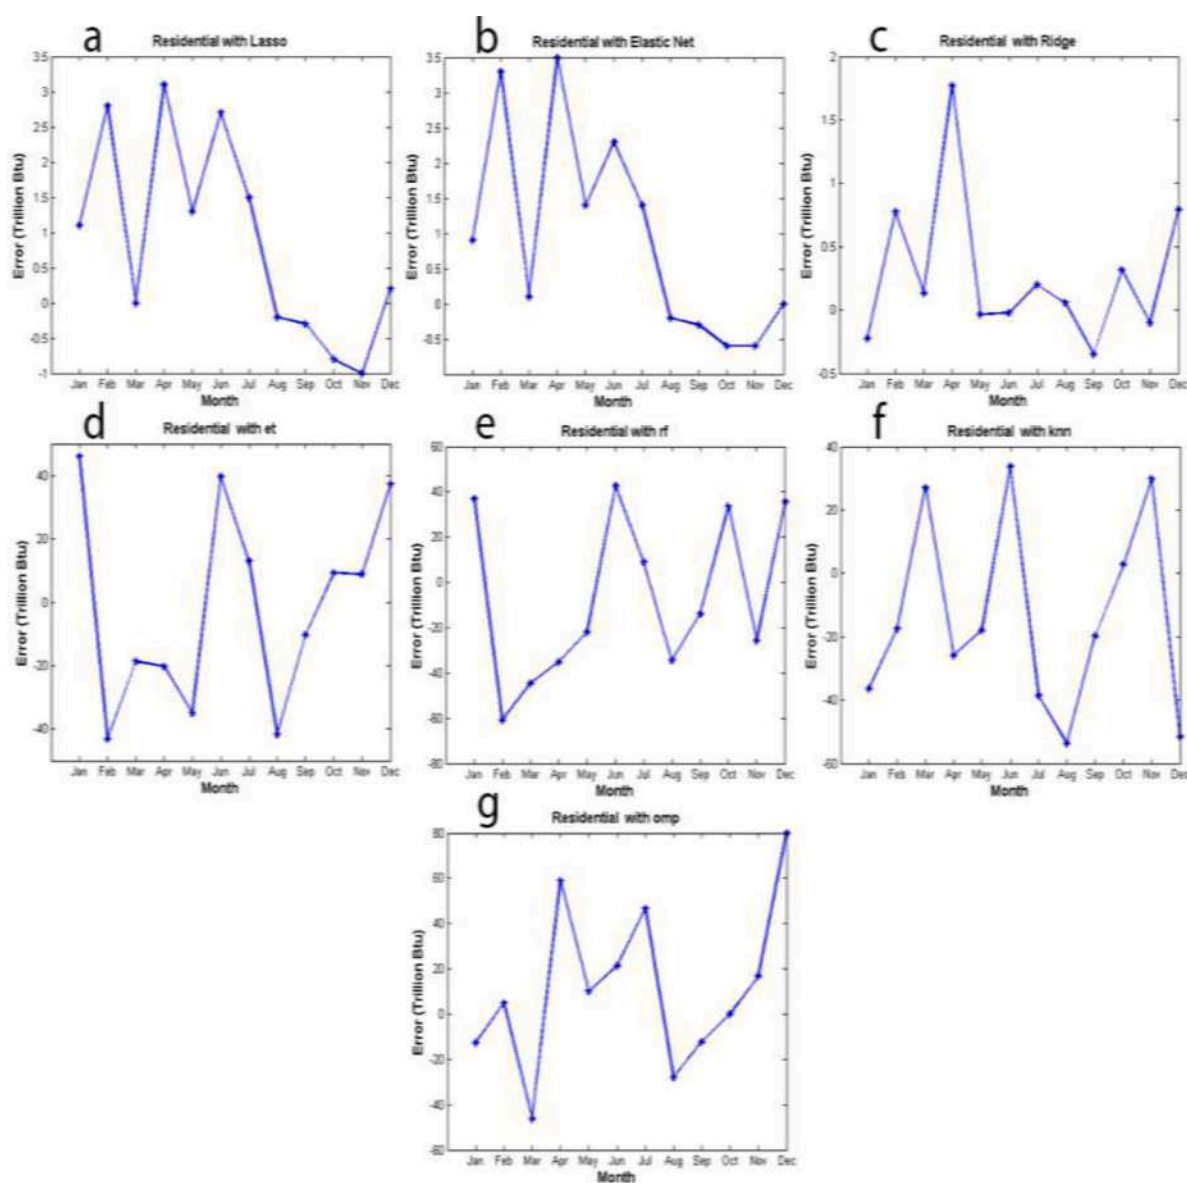 a Residential with Lasso
3.5
3
2.5
2
1.5
1
0.5
0
-0.5
-1
Error (Trillion Btu)
Jan Feb Mar Apr May Jun Jul Aug Sep Oct Nov Dec
Month
b Residential with Elastic Net
3.5
3
2.5
2
1.5
1
0.5
0
-0.5
Error (Trillion Btu)
Jan Feb Mar Apr May Jun Jul Aug Sep Oct Nov Dec
Month
c Residential with Ridge
2
1.5
1
0.5
0
-0.5
Error (Trillion Btu)
Jan Feb Mar Apr May Jun Jul Aug Sep Oct Nov Dec
Month
d Residential with et
40
20
0
-20
-40
Error (Trillion Btu)
Jan Feb Mar Apr May Jun Jul Aug Sep Oct Nov Dec
Month
e Residential with rf
60
40
20
0
-20
-40
-60
-80
Error (Trillion Btu)
Jan Feb Mar Apr May Jun Jul Aug Sep Oct Nov Dec
Month
f Residential with knn
40
20
0
-20
-40
-60
Error (Trillion Btu)
Jan Feb Mar Apr May Jun Jul Aug Sep Oct Nov Dec
Month
g Residential with omp
80
60
40
20
0
-20
-40
-60
Error (Trillion Btu)
Jan Feb Mar Apr May Jun Jul Aug Sep Oct Nov Dec
Month